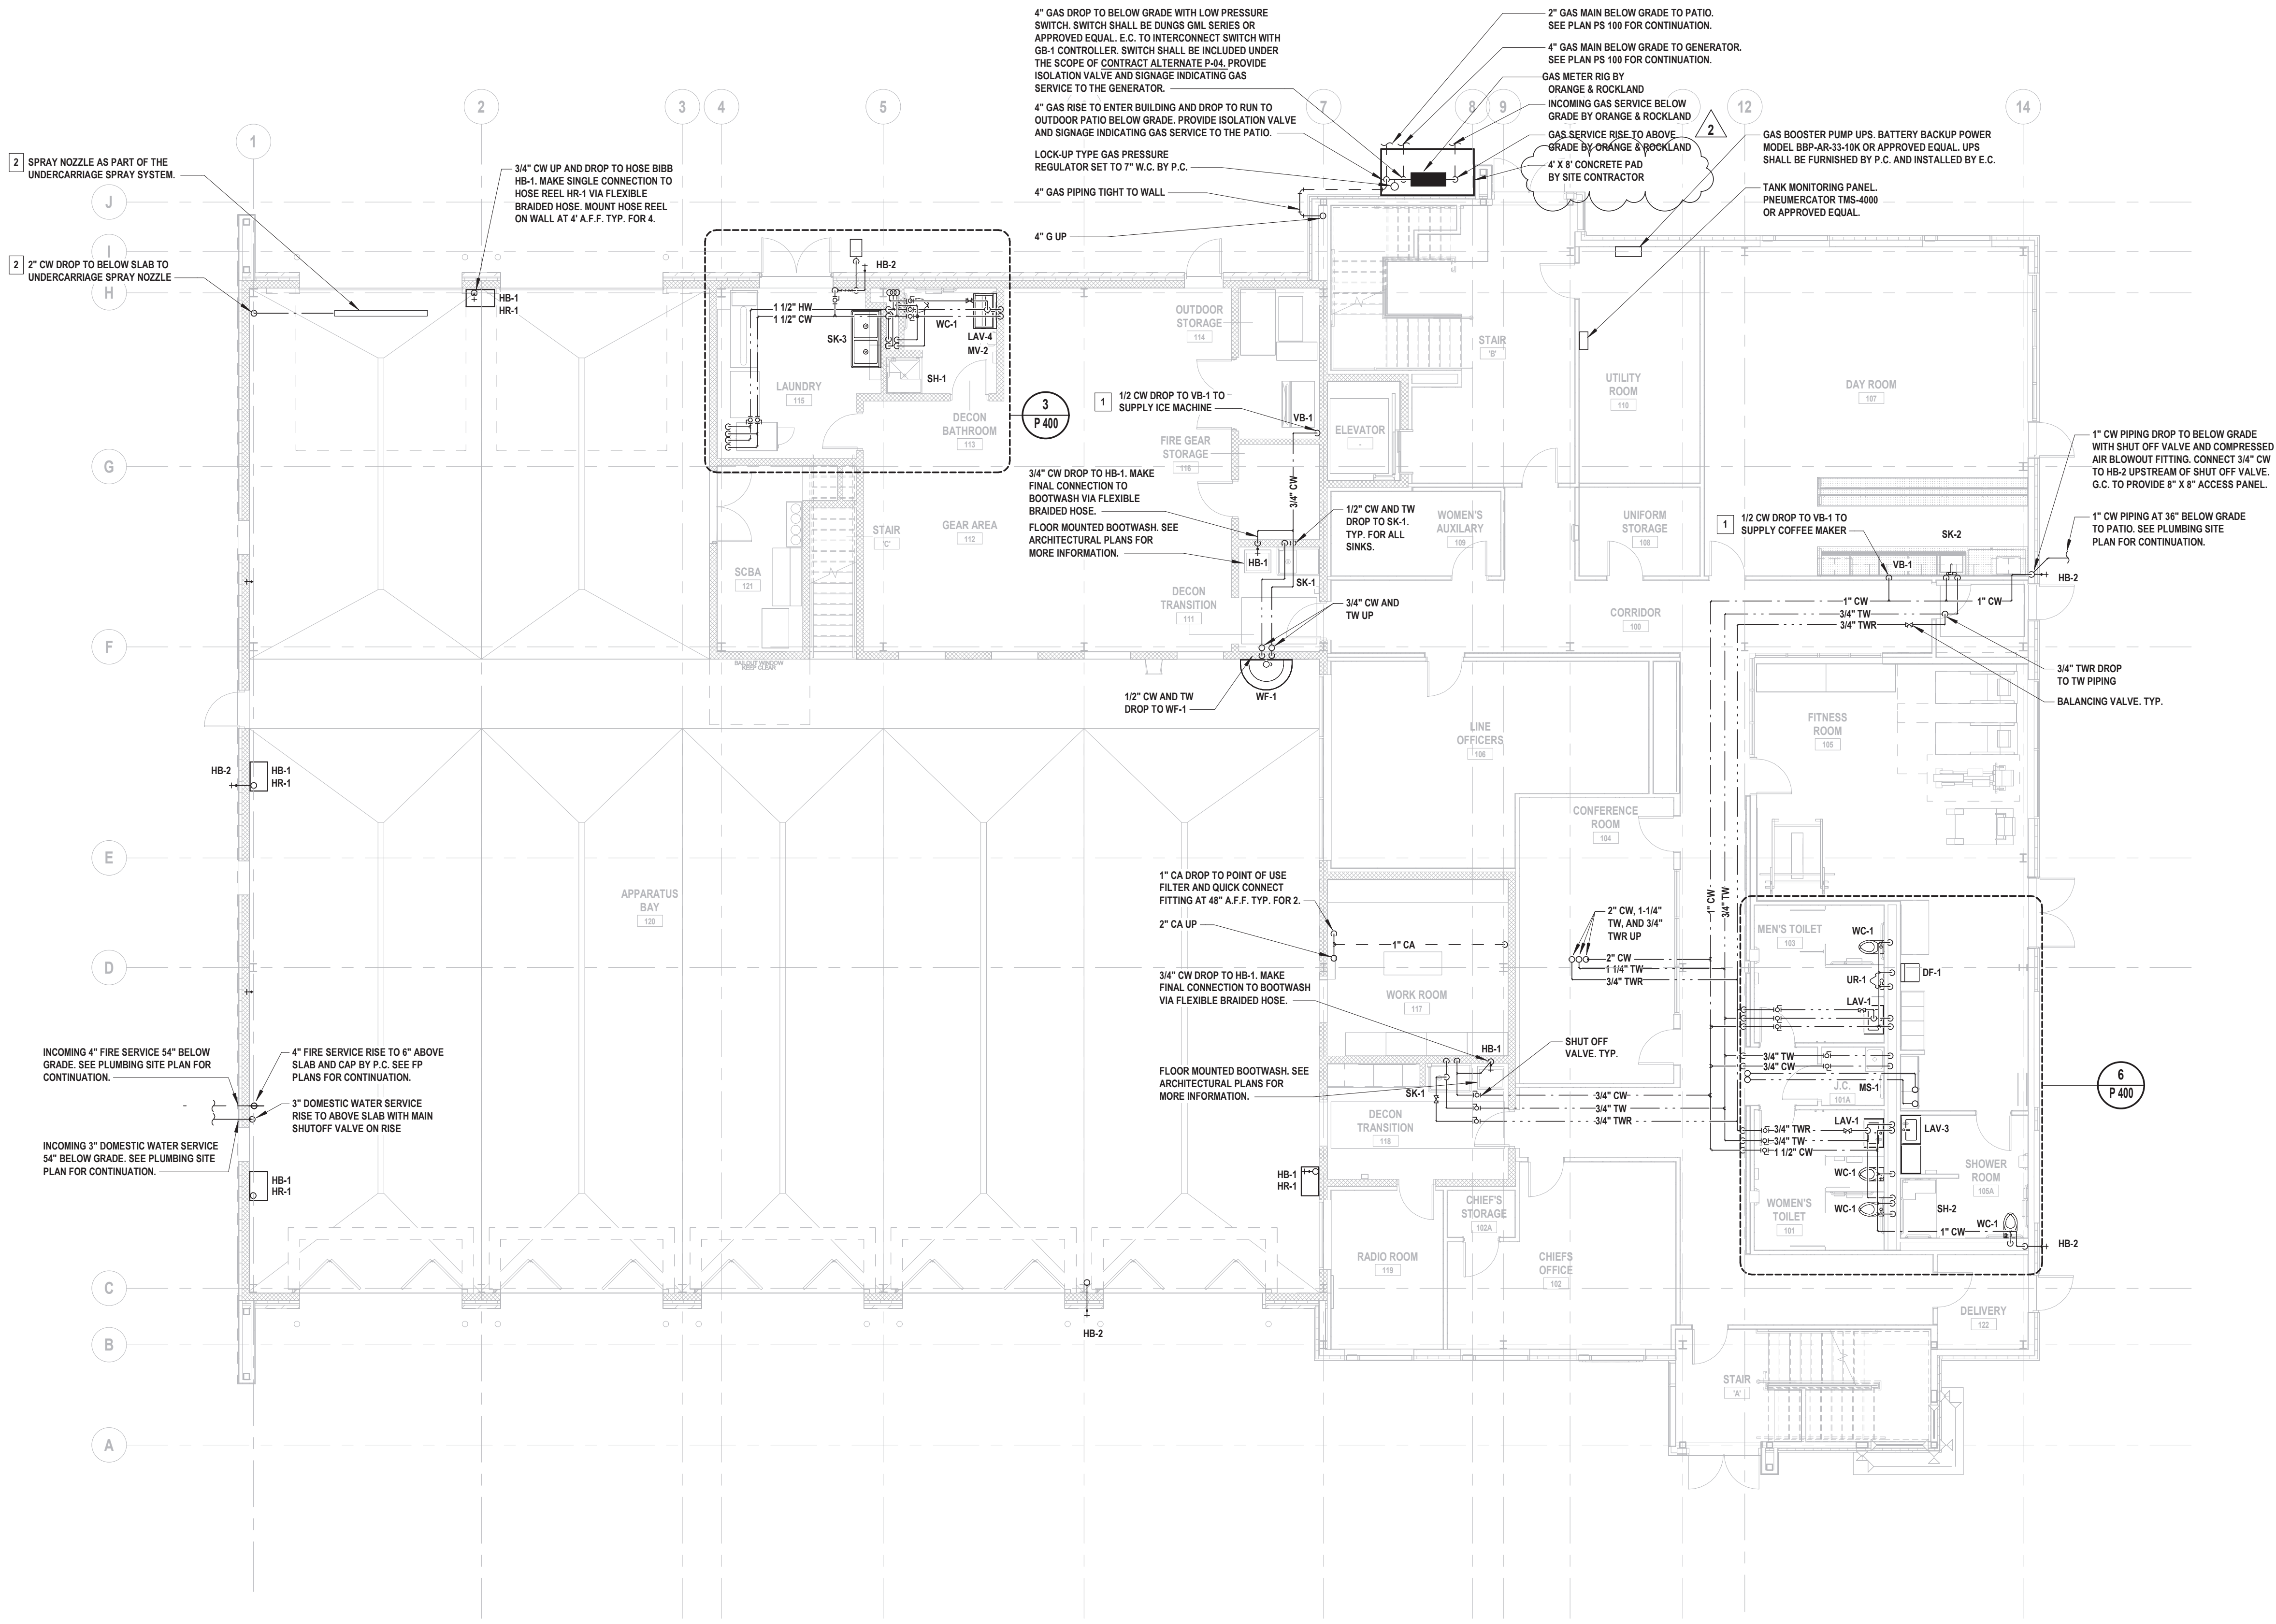 4" GAS DROP TO BELOW GRADE WITH LOW PRESSURE
SWITCH. SWITCH SHALL BE DUNGS GML SERIES OR
APPROVED EQUAL. E.C. TO INTERCONNECT SWITCH WITH
GB-1 CONTROLLER. SWITCH SHALL BE INCLUDED UNDER
THE SCOPE OF CONTRACT ALTERNATE P-04. PROVIDE
ISOLATION VALVE AND SIGNAGE INDICATING GAS
SERVICE TO THE GENERATOR.
4" GAS RISE TO ENTER BUILDING AND DROP TO RUN TO
OUTDOOR PATIO BELOW GRADE. PROVIDE ISOLATION VALVE
AND SIGNAGE INDICATING GAS SERVICE TO THE PATIO.
LOCK-UP TYPE GAS PRESSURE
REGULATOR SET TO 7" W.C. BY P.C.
4" GAS PIPING TIGHT TO WALL
4" G UP
2" GAS MAIN BELOW GRADE TO PATIO.
SEE PLAN PS 100 FOR CONTINUATION.
4" GAS MAIN BELOW GRADE TO GENERATOR.
SEE PLAN PS 100 FOR CONTINUATION.
GAS METER RIG BY
ORANGE & ROCKLAND
INCOMING GAS SERVICE BELOW
GRADE BY ORANGE & ROCKLAND
GAS SERVICE RISE TO ABOVE
GRADE BY ORANGE & ROCKLAND
4' X 8' CONCRETE PAD
BY SITE CONTRACTOR
2
GAS BOOSTER PUMP UPS. BATTERY BACKUP POWER
MODEL BBP-AR-33-10K OR APPROVED EQUAL. UPS
SHALL BE FURNISHED BY P.C. AND INSTALLED BY E.C.
TANK MONITORING PANEL.
PNEUMERCATOR TMS-4000
OR APPROVED EQUAL.
1
2
3
4
5
7
8
9
12
14
2 SPRAY NOZZLE AS PART OF THE
UNDERCARRIAGE SPRAY SYSTEM.
3/4" CW UP AND DROP TO HOSE BIBB
HB-1. MAKE SINGLE CONNECTION TO
HOSE REEL HR-1 VIA FLEXIBLE
BRAIDED HOSE. MOUNT HOSE REEL
ON WALL AT 4' A.F.F. TYP. FOR 4.
J
I
2 2" CW DROP TO BELOW SLAB TO
UNDERCARRIAGE SPRAY NOZZLE
H
HB-1
HR-1
HB-2
1 1/2" HW
1 1/2" CW
SK-3
WC-1
LAV-4
MV-2
SH-1
LAUNDRY
115
DECON
BATHROOM
113
3
P 400
OUTDOOR
STORAGE
114
STAIR
'B'
UTILITY
ROOM
110
DAY ROOM
107
1 1/2 CW DROP TO VB-1 TO
SUPPLY ICE MACHINE
VB-1
ELEVATOR
-
FIRE GEAR
STORAGE
116
G
1" CW PIPING DROP TO BELOW GRADE
WITH SHUT OFF VALVE AND COMPRESSED
AIR BLOWOUT FITTING. CONNECT 3/4" CW
TO HB-2 UPSTREAM OF SHUT OFF VALVE.
G.C. TO PROVIDE 8" X 8" ACCESS PANEL.
3/4" CW DROP TO HB-1. MAKE
FINAL CONNECTION TO
BOOTWASH VIA FLEXIBLE
BRAIDED HOSE.
3/4" CW
1/2" CW AND TW
DROP TO SK-1.
TYP. FOR ALL
SINKS.
WOMEN'S
AUXILARY
109
UNIFORM
STORAGE
108
1 1/2 CW DROP TO VB-1 TO
SUPPLY COFFEE MAKER
SK-2
VB-1
1" CW PIPING AT 36" BELOW GRADE
TO PATIO. SEE PLUMBING SITE
PLAN FOR CONTINUATION.
HB-2
STAIR
'C'
GEAR AREA
112
FLOOR MOUNTED BOOTWASH. SEE
ARCHITECTURAL PLANS FOR
MORE INFORMATION.
HB-1
SK-1
SCBA
121
DECON
TRANSITION
111
3/4" CW AND
TW UP
CORRIDOR
100
1" CW
1" CW
3/4" TW
3/4" TWR
F
BAILOUT WINDOW
KEEP CLEAR
1/2" CW AND TW
DROP TO WF-1
WF-1
3/4" TWR DROP
TO TW PIPING
BALANCING VALVE. TYP.
LINE
OFFICERS
106
FITNESS
ROOM
105
HB-2
HB-1
HR-1
CONFERENCE
ROOM
104
E
APPARATUS
BAY
120
1" CA DROP TO POINT OF USE
FILTER AND QUICK CONNECT
FITTING AT 48" A.F.F. TYP. FOR 2.
2" CA UP
1" CA
2" CW, 1-1/4"
TW, AND 3/4"
TWR UP
2" CW
1 1/4" TW
3/4" TWR
1" CW
3/4" TW
D
3/4" CW DROP TO HB-1. MAKE
FINAL CONNECTION TO BOOTWASH
VIA FLEXIBLE BRAIDED HOSE.
WORK ROOM
117
MEN'S TOILET
103
WC-1
UR-1
LAV-1
DF-1
INCOMING 4" FIRE SERVICE 54" BELOW
GRADE. SEE PLUMBING SITE PLAN FOR
CONTINUATION.
4" FIRE SERVICE RISE TO 6" ABOVE
SLAB AND CAP BY P.C. SEE FP
PLANS FOR CONTINUATION.
3" DOMESTIC WATER SERVICE
RISE TO ABOVE SLAB WITH MAIN
SHUTOFF VALVE ON RISE
INCOMING 3" DOMESTIC WATER SERVICE
54" BELOW GRADE. SEE PLUMBING SITE
PLAN FOR CONTINUATION.
HB-1
HR-1
FLOOR MOUNTED BOOTWASH. SEE
ARCHITECTURAL PLANS FOR
MORE INFORMATION.
HB-1
SHUT OFF
VALVE. TYP.
SK-1
3/4" CW
3/4" TW
3/4" TWR
DECON
TRANSITION
118
HB-1
HR-1
3/4" TW
3/4" CW
J.C.
101A
MS-1
6
P 400
LAV-1
3/4" TWR
3/4" TW
1 1/2" CW
LAV-3
WC-1
WC-1
SHOWER
ROOM
105A
SH-2
WC-1
1" CW
HB-2
WOMEN'S
TOILET
101
CHIEF'S
STORAGE
102A
RADIO ROOM
119
CHIEFS
OFFICE
102
C
DELIVERY
122
HB-2
B
STAIR
'A'
A